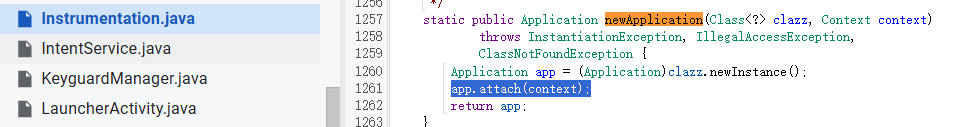 Instrumentation.java
IntentService.java
KeyguardManager.java
LauncherActivity.java
1256 */
1257 static public Application newApplication(Class<?> clazz, Context context)
1258 throws InstantiationException, IllegalAccessException,
1259 ClassNotFoundException {
1260 Application app = (Application)clazz.newInstance();
1261 app.attach(context);
1262 return app;
1263 }